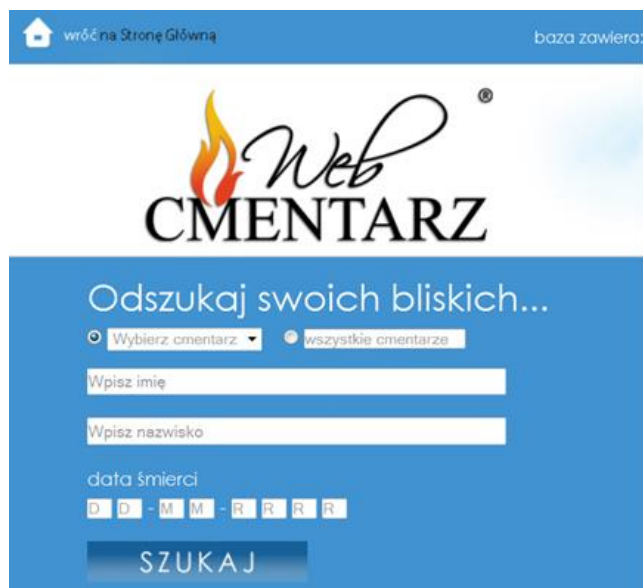 wróć na Stronę Główną
baza zawiera:
Web ®
CMENTARZ
Odszukaj swoich bliskich...
Wybierz cmentarz wszystkie cmentarze
Wpisz imię
Wpisz nazwisko
data śmierci
D D - M M - R R R R
SZUKAJ